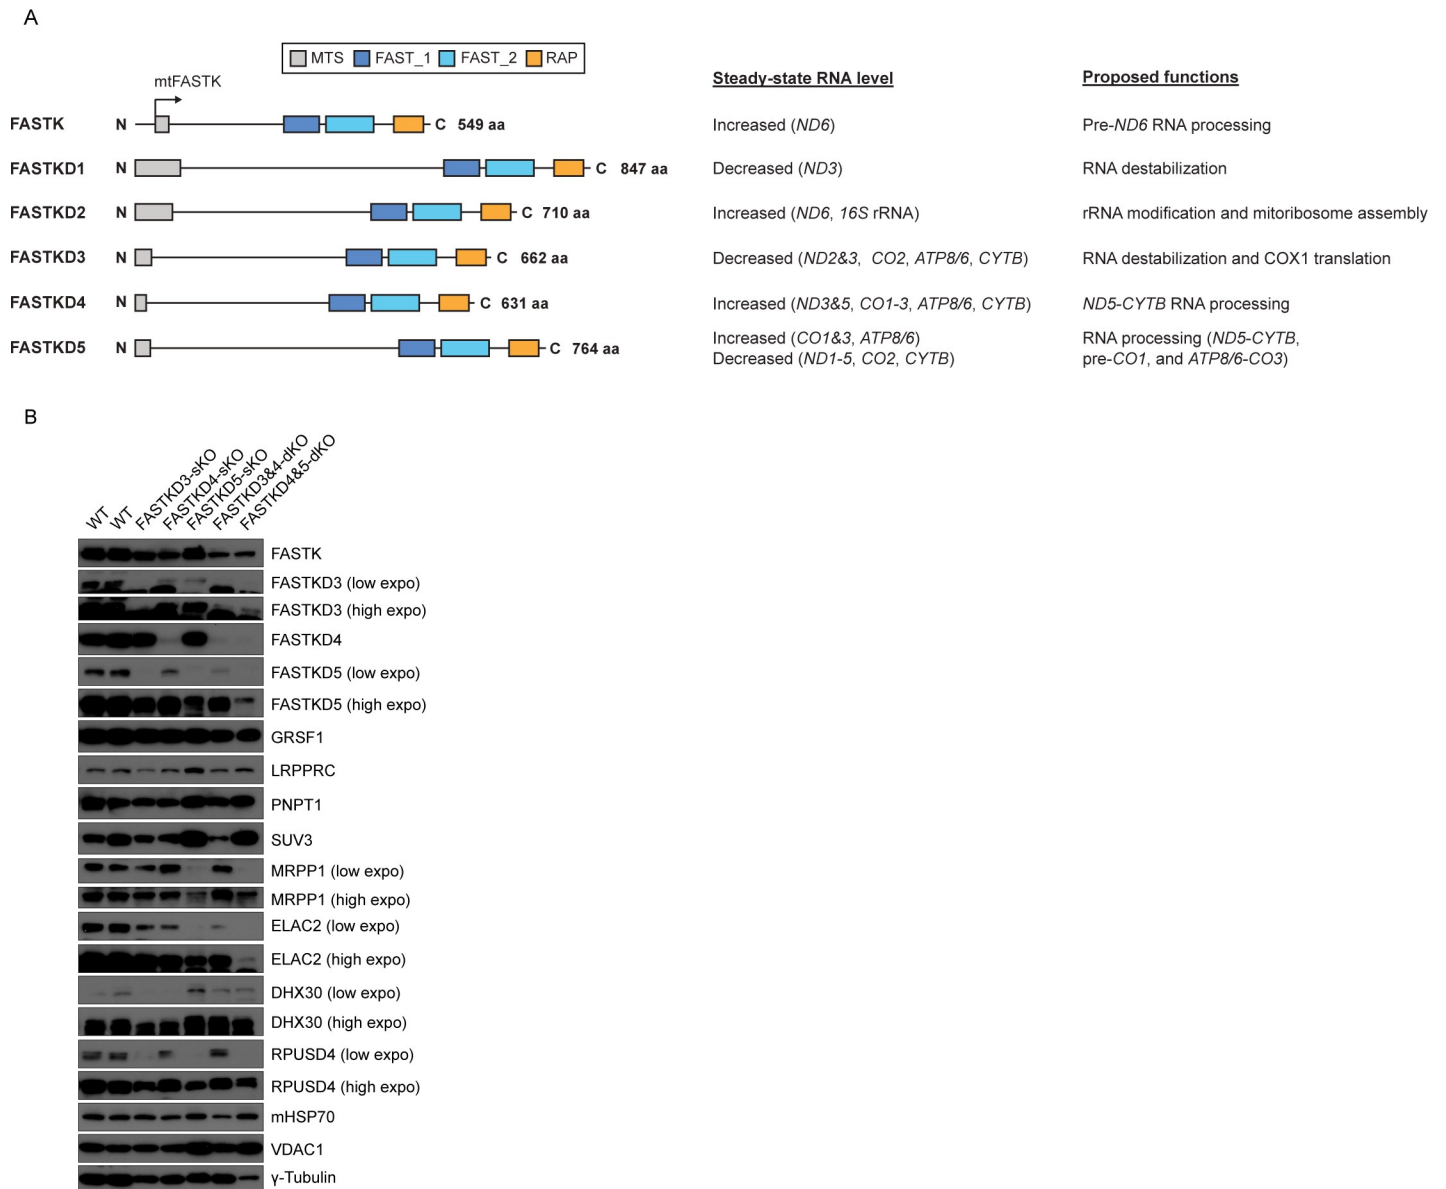 A
MTS FAST_1 FAST_2 RAP
mtFASTK
Steady-state RNA level Proposed functions
FASTK N C 549 aa Increased (ND6) Pre-ND6 RNA processing
FASTKD1 N C 847 aa Decreased (ND3) RNA destabilization
FASTKD2 N C 710 aa Increased (ND6, 16S rRNA) rRNA modification and mitoribosome assembly
FASTKD3 N C 662 aa Decreased (ND2&3, CO2, ATP8/6, CYTB) RNA destabilization and COX1 translation
FASTKD4 N C 631 aa Increased (ND3&5, CO1-3, ATP8/6, CYTB) ND5-CYTB RNA processing
FASTKD5 N C 764 aa Increased (CO1&3, ATP8/6) RNA processing (ND5-CYTB,
Decreased (ND1-5, CO2, CYTB) pre-CO1, and ATP8/6-CO3)
B
WT
WT
FASTKD3-sKO
FASTKD4-sKO
FASTKD5-sKO
FASTKD3&4-dKO
FASTKD4&5-dKO
FASTK
FASTKD3 (low expo)
FASTKD3 (high expo)
FASTKD4
FASTKD5 (low expo)
FASTKD5 (high expo)
GRSF1
LRPPRC
PNPT1
SUV3
MRPP1 (low expo)
MRPP1 (high expo)
ELAC2 (low expo)
ELAC2 (high expo)
DHX30 (low expo)
DHX30 (high expo)
RPUSD4 (low expo)
RPUSD4 (high expo)
mHSP70
VDAC1
γ-Tubulin